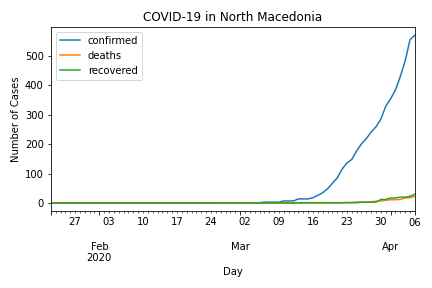 COVID-19 in North Macedonia
confirmed
deaths
recovered
Number of Cases
500
400
300
200
100
0
27 03 10 17 24 02 09 16 23 30 06
Feb Mar Apr
2020
Day